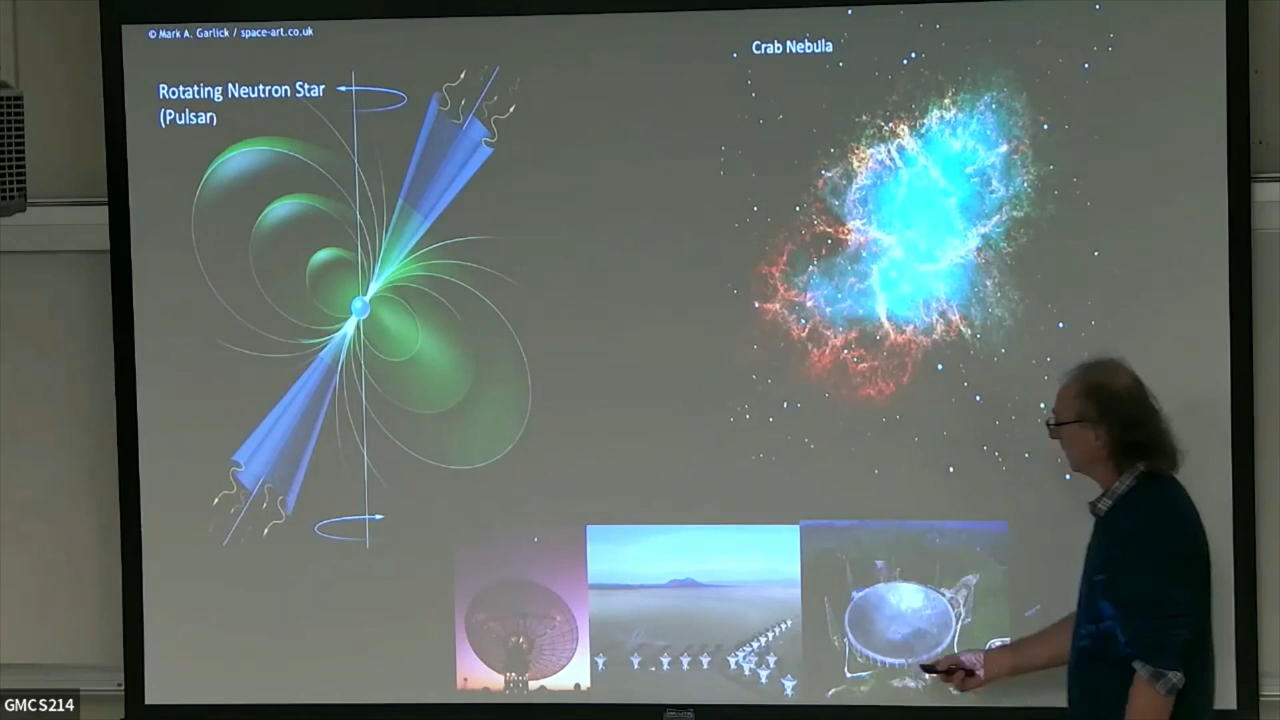 © Mark A. Garlick / space-art.co.uk
Crab Nebula
Rotating Neutron Star
(Pulsar)
GMCS214